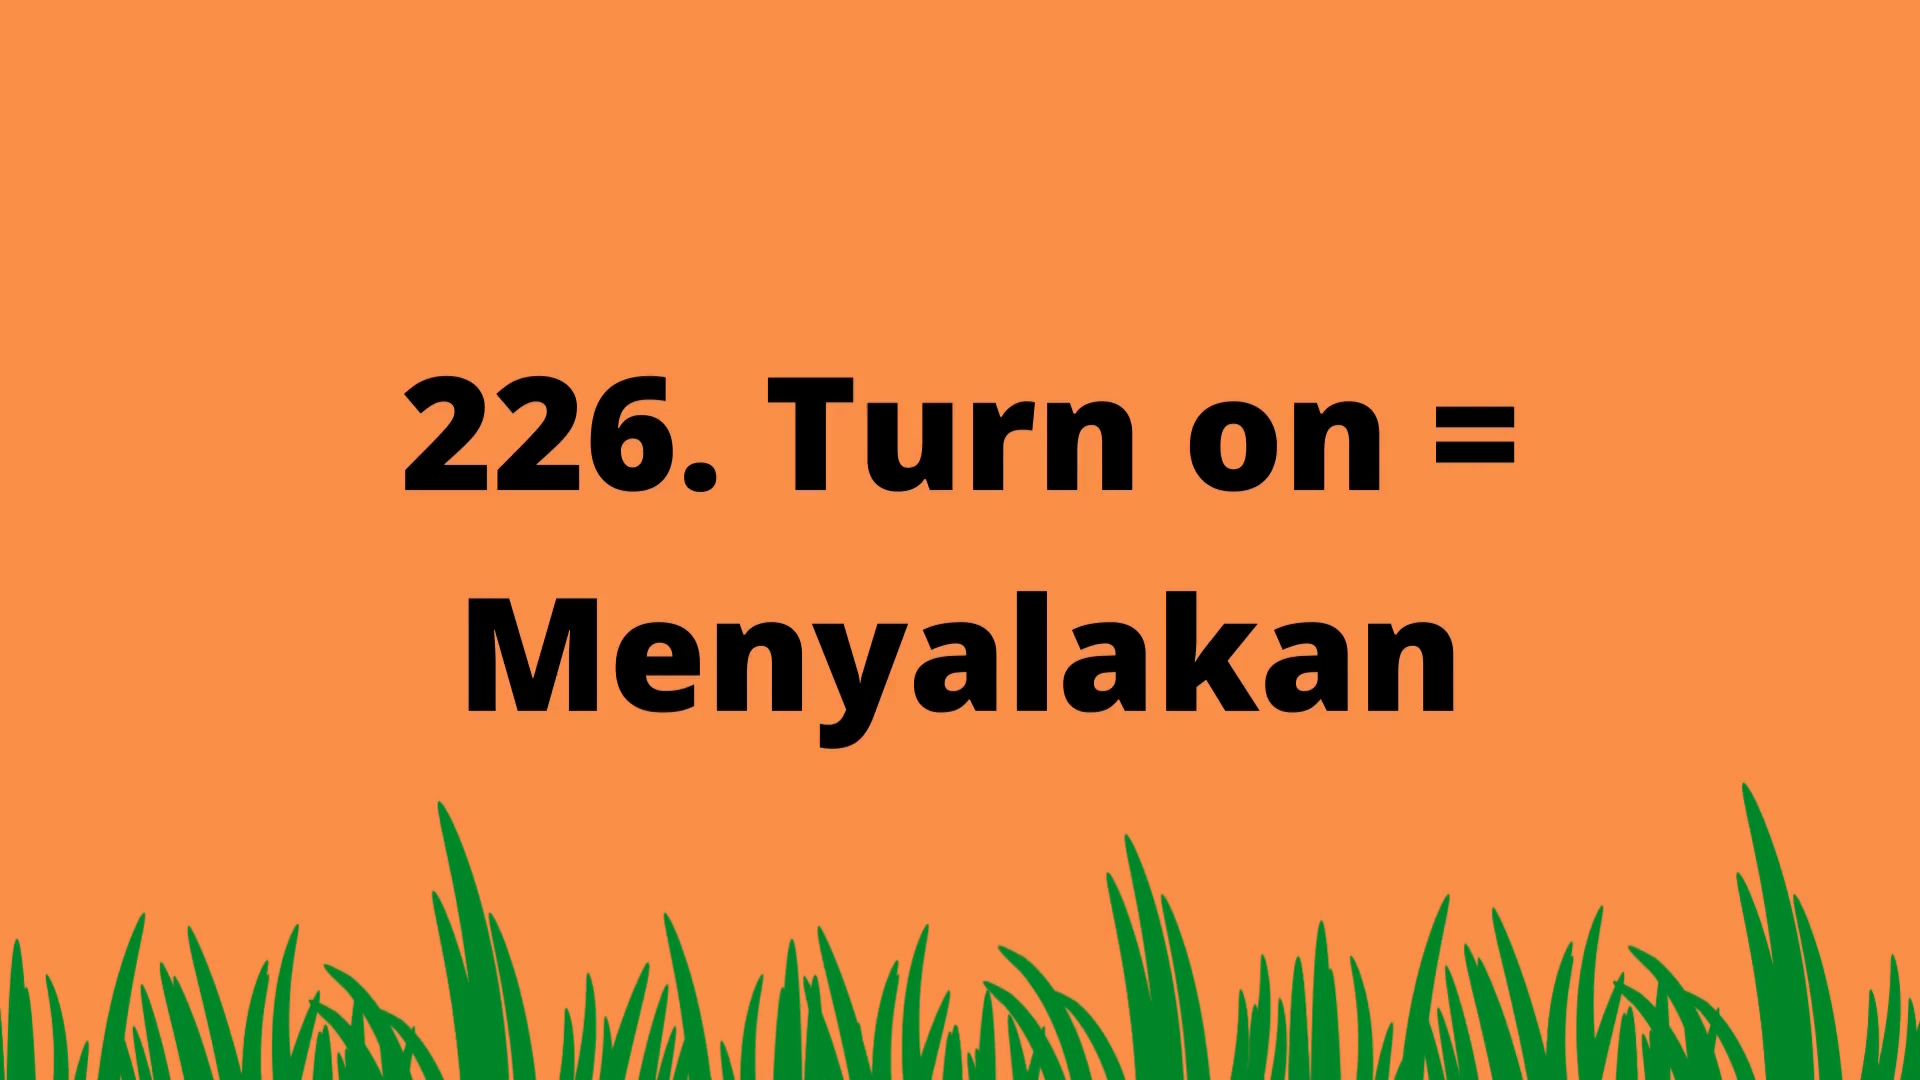 226. Turn on =
Menyalakan